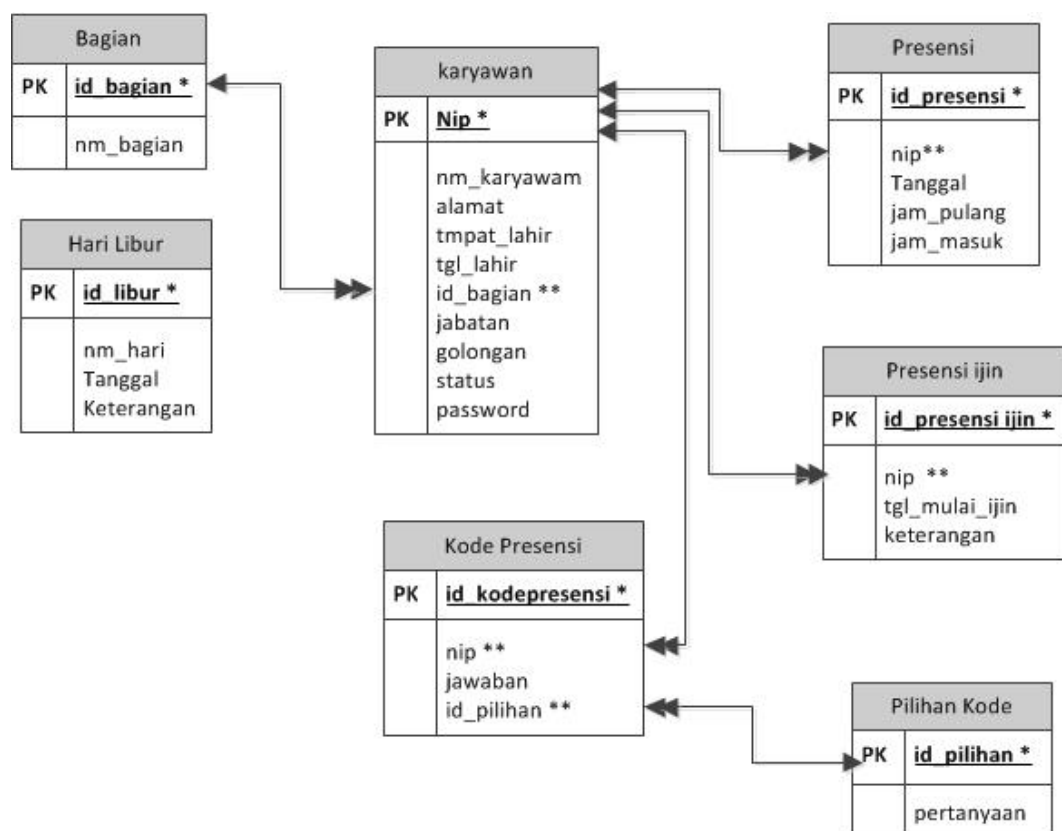 Bagian
PK id_bagian *
nm_bagian
Hari Libur
PK id_libur *
nm_hari
Tanggal
Keterangan
karyawan
PK Nip *
nm_karyawam
alamat
tmpat_lahir
tgl_lahir
id_bagian **
jabatan
golongan
status
password
Kode Presensi
PK id_kodepresensi *
nip **
jawaban
id_pilihan **
Presensi
PK id_presensi *
nip**
Tanggal
jam_pulang
jam_masuk
Presensi ijin
PK id_presensi ijin *
nip **
tgl_mulai_ijin
keterangan
Pilihan Kode
PK id_pilihan *
pertanyaan